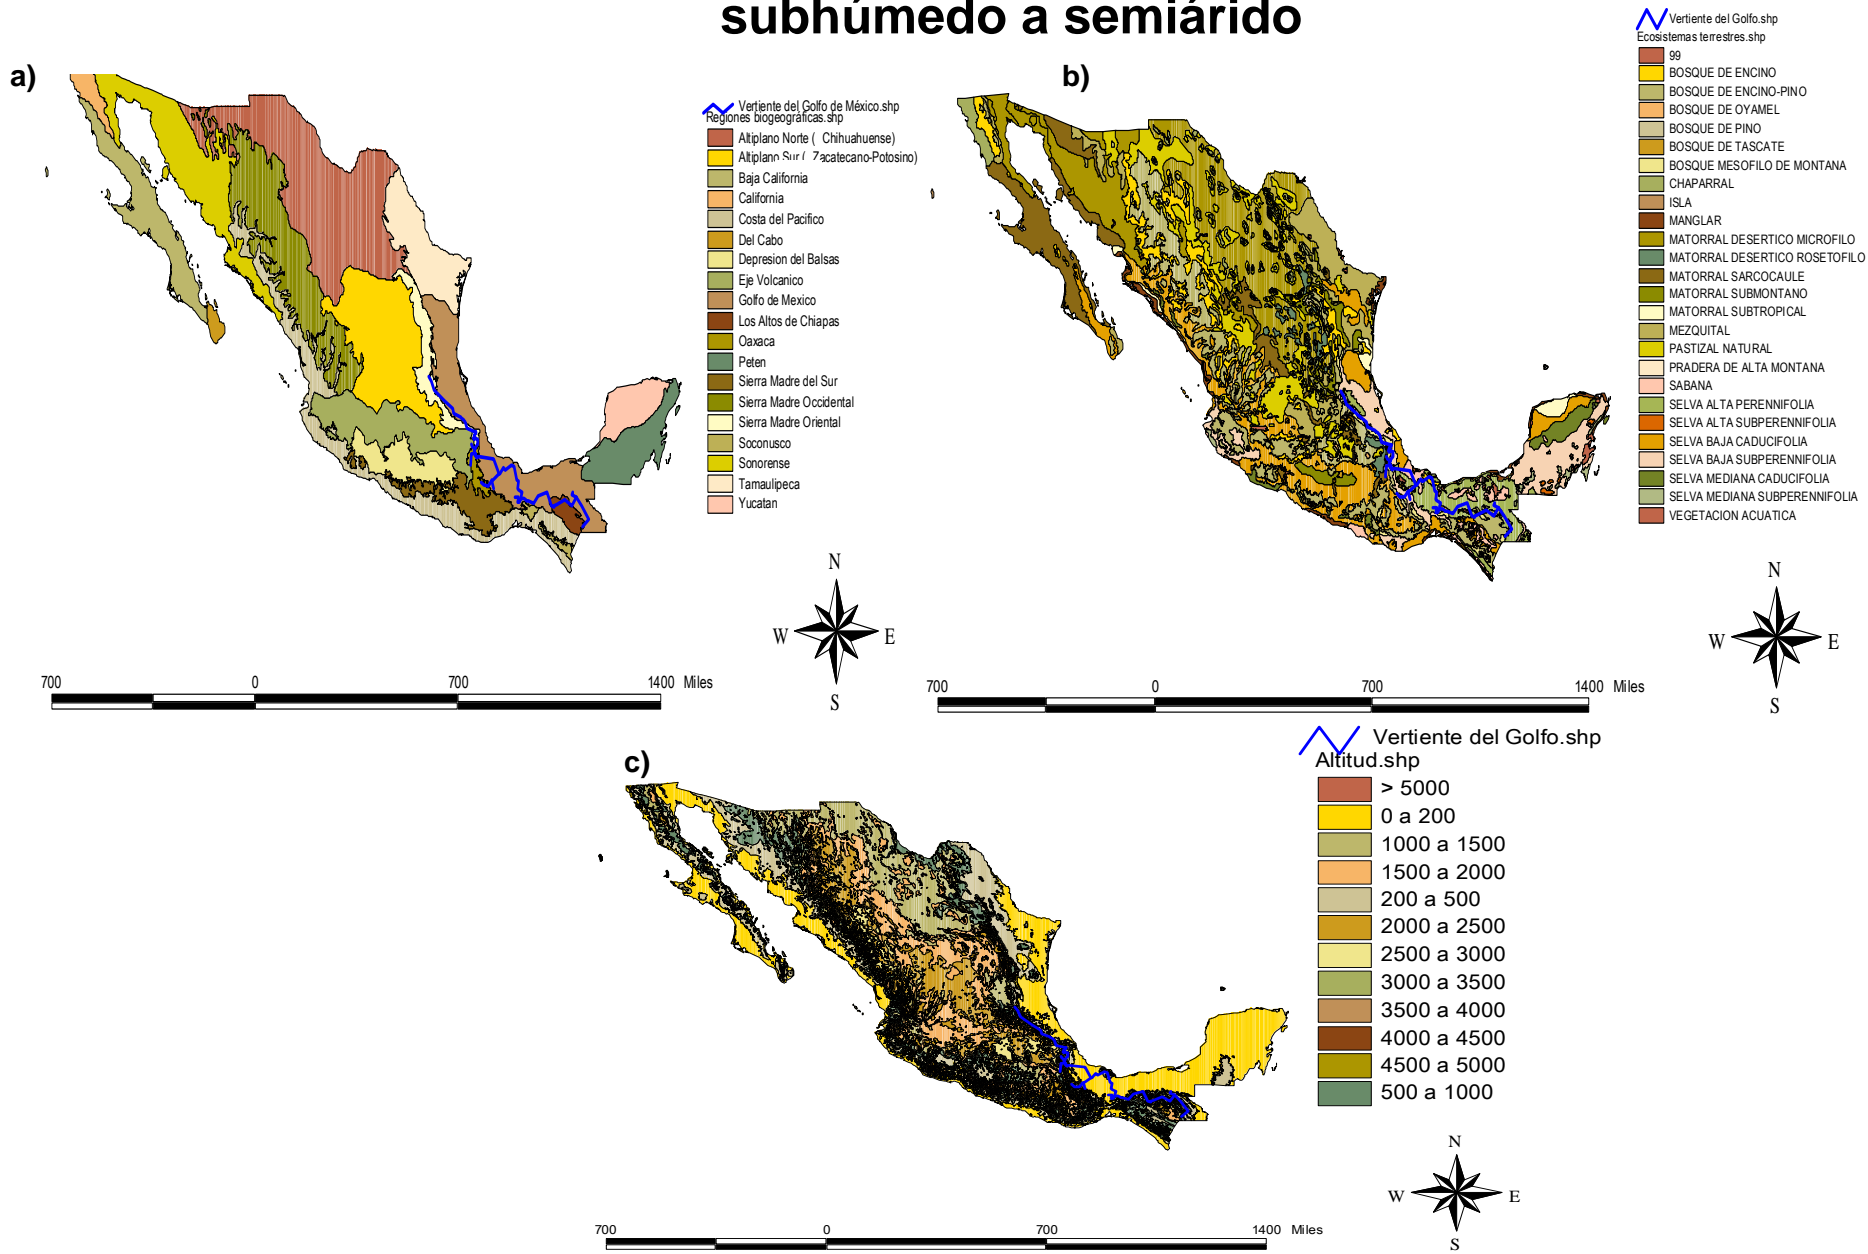 subhúmedo a semiárido
a)
Vertiente del Golfo de México.shp
Regiones biogeográficas.shp
Altiplano Norte ( Chihuahuense)
Altiplano Sur ( Zacatecano-Potosino)
Baja California
California
Costa del Pacifico
Del Cabo
Depresion del Balsas
Eje Volcanico
Golfo de Mexico
Los Altos de Chiapas
Oaxaca
Peten
Sierra Madre del Sur
Sierra Madre Occidental
Sierra Madre Oriental
Soconusco
Sonorense
Tamaulipeca
Yucatan
N
W E
S
700 0 700 1400 Miles
b)
Vertiente del Golfo.shp
Ecosistemas terrestres.shp
99
BOSQUE DE ENCINO
BOSQUE DE ENCINO-PINO
BOSQUE DE OYAMEL
BOSQUE DE PINO
BOSQUE DE TASCATE
BOSQUE MESOFILO DE MONTANA
CHAPARRAL
ISLA
MANGLAR
MATORRAL DESERTICO MICROFILO
MATORRAL DESERTICO ROSETOFILO
MATORRAL SARCOCAULE
MATORRAL SUBMONTANO
MATORRAL SUBTROPICAL
MEZQUITAL
PASTIZAL NATURAL
PRADERA DE ALTA MONTANA
SABANA
SELVA ALTA PERENNIFOLIA
SELVA ALTA SUBPERENNIFOLIA
SELVA BAJA CADUCIFOLIA
SELVA BAJA SUBPERENNIFOLIA
SELVA MEDIANA CADUCIFOLIA
SELVA MEDIANA SUBPERENNIFOLIA
VEGETACION ACUATICA
N
W E
S
700 0 700 1400 Miles
c)
Vertiente del Golfo.shp
Altitud.shp
> 5000
0 a 200
1000 a 1500
1500 a 2000
200 a 500
2000 a 2500
2500 a 3000
3000 a 3500
3500 a 4000
4000 a 4500
4500 a 5000
500 a 1000
N
W E
S
700 0 700 1400 Miles